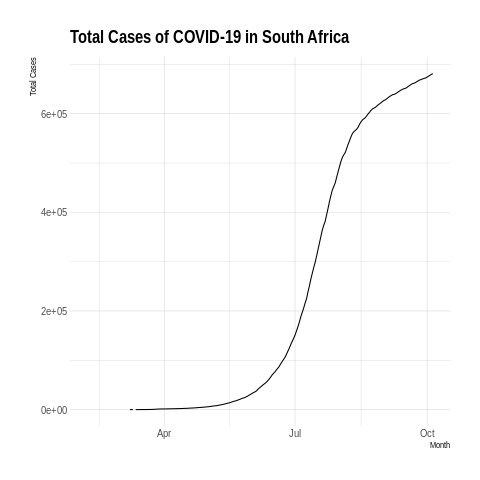 Total Cases of COVID-19 in South Africa
Total Cases
6e+05
4e+05
2e+05
0e+00
Apr
Jul
Oct
Month